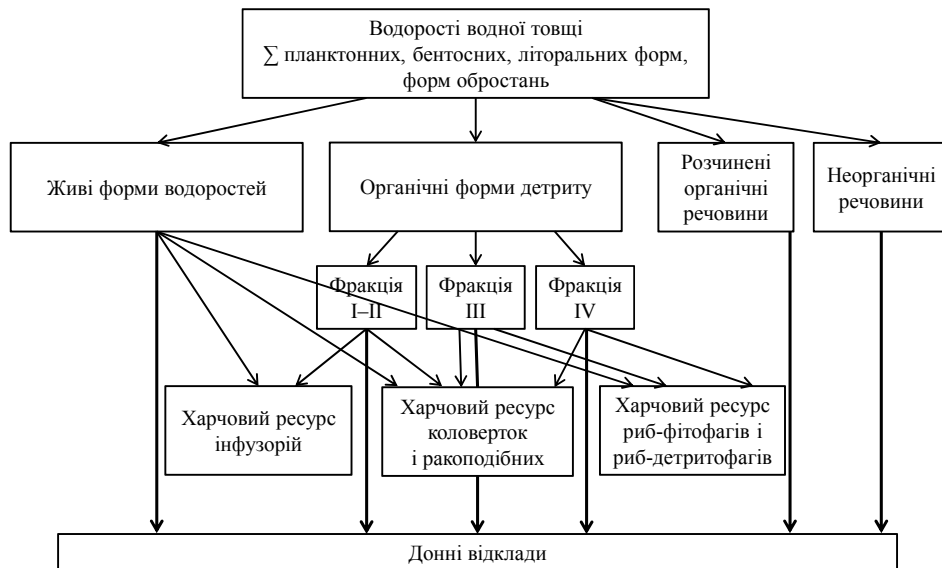 Водорості водної товщі
∑ планктонних, бентосних, літоральних форм,
форм обростань
Живі форми водоростей
Органічні форми детриту
Розчинені
органічні
речовини
Неорганічні
речовини
Фракція
I–II
Фракція
III
Фракція
IV
Харчовий ресурс
інфузорій
Харчовий ресурс
коловерток
і ракоподібних
Харчовий ресурс
риб-фітофагів і
риб-детритофагів
Донні відклади